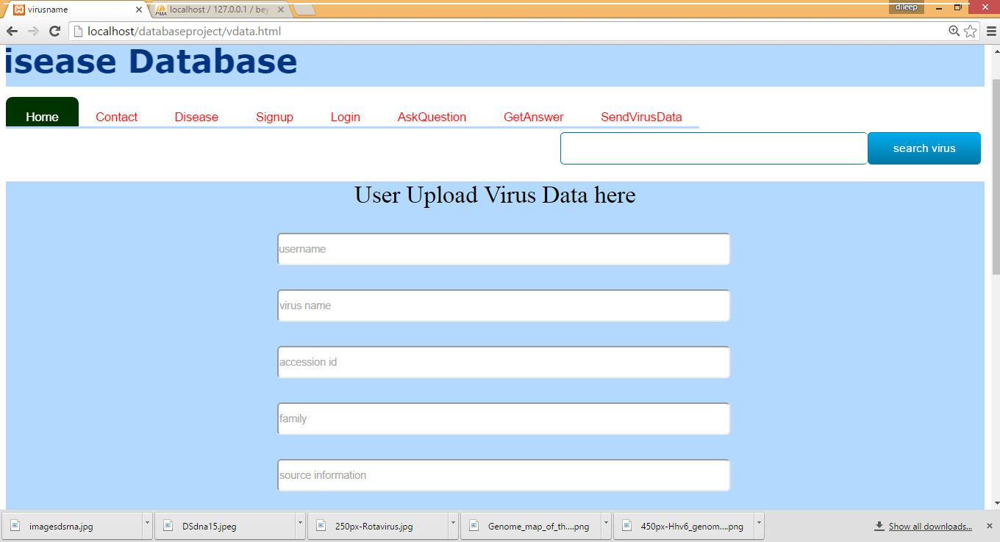 virusname
localhost / 127.0.0.1 / bey
dileep
localhost/databaseproject/vdata.html
isease Database
Home Contact Disease Signup Login AskQuestion GetAnswer SendVirusData
search virus
User Upload Virus Data here
username
virus name
accession id
family
source information
imagesdsrna.jpg DSdna15.jpeg 250px-Rotavirus.jpg Genome_map_of_th....png 450px-Hhv6_genom....png Show all downloads...